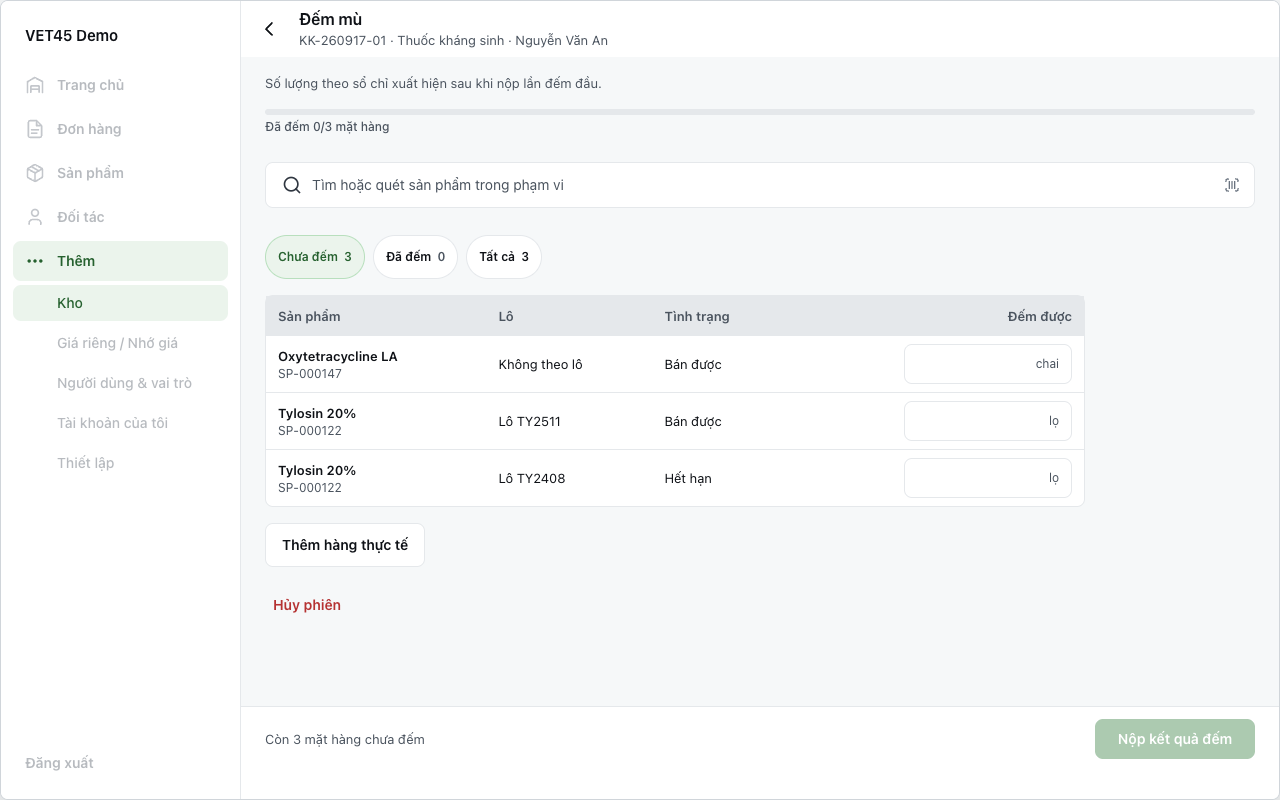 VET45 Demo
Trang chủ
Đơn hàng
Sản phẩm
Đối tác
Thêm
Kho
Giá riêng / Nhớ giá
Người dùng & vai trò
Tài khoản của tôi
Thiết lập
Đăng xuất
Đếm mù
KK-260917-01 · Thuốc kháng sinh · Nguyễn Văn An
Số lượng theo sổ chỉ xuất hiện sau khi nộp lần đếm đầu.
Đã đếm 0/3 mặt hàng
Tìm hoặc quét sản phẩm trong phạm vi
Chưa đếm 3 Đã đếm 0 Tất cả 3
Sản phẩm Lô Tình trạng Đếm được
Oxytetracycline LA
SP-000147
Không theo lô Bán được chai
Tylosin 20%
SP-000122
Lô TY2511 Bán được lọ
Tylosin 20%
SP-000122
Lô TY2408 Hết hạn lọ
Thêm hàng thực tế
Hủy phiên
Còn 3 mặt hàng chưa đếm
Nộp kết quả đếm